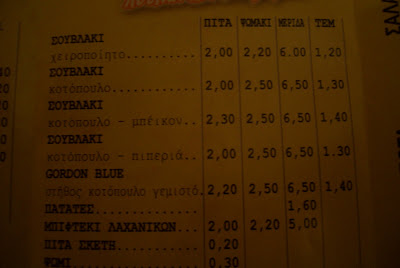 ΠΙΤΑ ΨΩΜΑΚΙ ΜΕΡΙΔΑ ΤΕΜ
ΣΟΥΒΛΑΚΙ
χειροποίητο.......... 2,00 2,20 6.00 1,20
ΣΟΥΒΛΑΚΙ
κοτόπουλο............ 2,00 2,50 6,50 1,30
ΣΟΥΒΛΑΚΙ
κοτόπουλο - μπέικον.. 2,30 2,50 6,50 1,40
ΣΟΥΒΛΑΚΙ
κοτόπουλο - πιπεριά.. 2,00 2,50 6,50 1.30
GORDON BLUE
στήθος κοτόπουλο γεμιστό. 2,20 2,50 6,50 1,40
ΠΑΤΑΤΕΣ.............. 1,60
ΜΠΙΦΤΕΚΙ ΛΑΧΑΝΙΚΩΝ... 2,00 2,20 5,00
ΠΙΤΑ ΣΚΕΤΗ........... 0,20
ΨΩΜΙ 0,30
ΣΑΛΑ